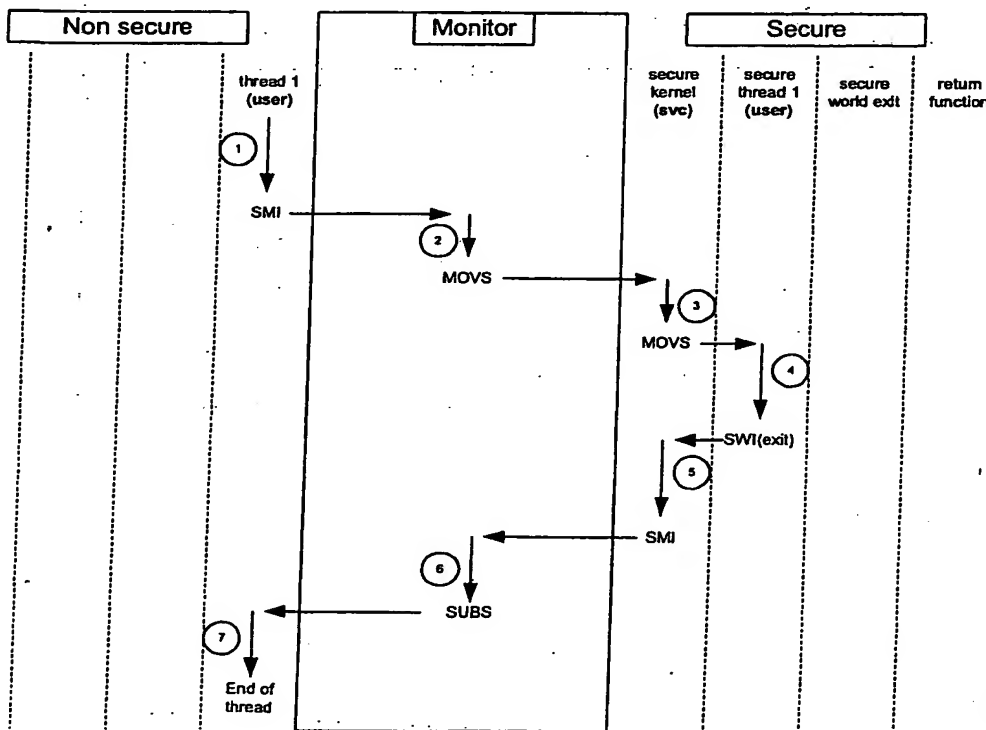 Non secure
Monitor
Secure
thread 1
(user)
secure
kernel
(svc)
secure
thread 1
(user)
secure
world exit
return
function
1
SMI
2
MOVS
3
MOVS
4
SWI(exit)
5
SMI
6
SUBS
7
End of
thread